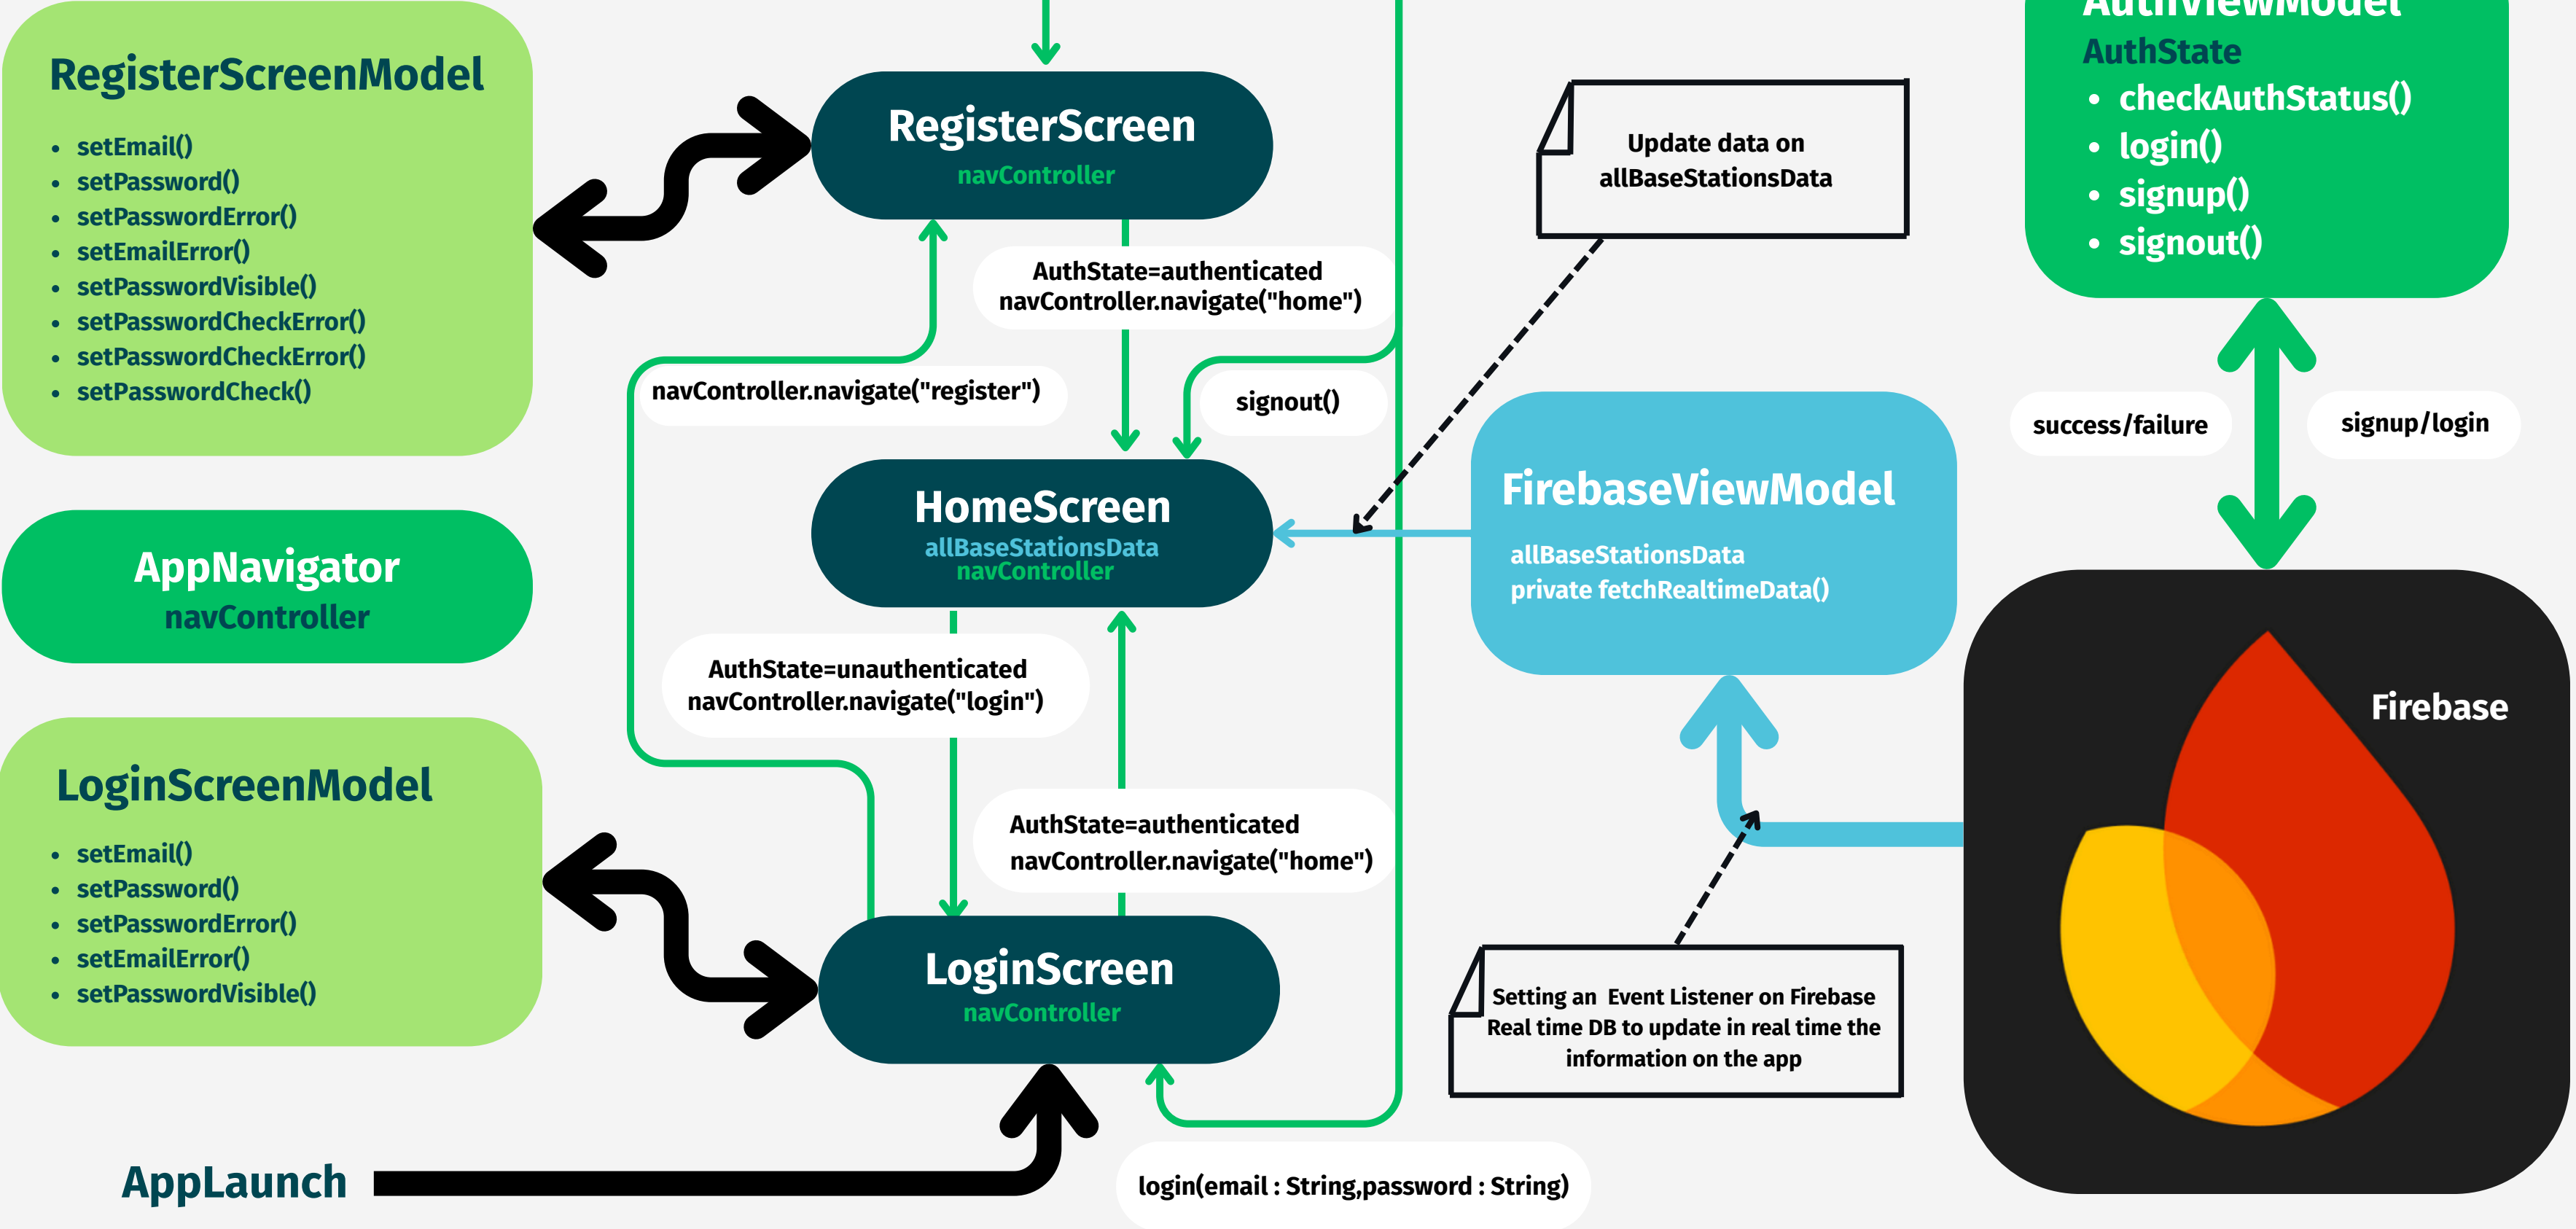 RegisterScreenModel
• setEmail()
• setPassword()
• setPasswordError()
• setEmailError()
• setPasswordVisible()
• setPasswordCheckError()
• setPasswordCheckError()
• setPasswordCheck()
AppNavigator
navController
LoginScreenModel
• setEmail()
• setPassword()
• setPasswordError()
• setEmailError()
• setPasswordVisible()
AppLaunch
RegisterScreen
navController
AuthState=authenticated
navController.navigate("home")
navController.navigate("register")
signout()
HomeScreen
allBaseStationsData
navController
AuthState=unauthenticated
navController.navigate("login")
AuthState=authenticated
navController.navigate("home")
LoginScreen
navController
login(email : String,password : String)
Update data on
allBaseStationsData
FirebaseViewModel
allBaseStationsData
private fetchRealtimeData()
Setting an Event Listener on Firebase
Real time DB to update in real time the
information on the app
AuthViewModel
AuthState
• checkAuthStatus()
• login()
• signup()
• signout()
success/failure
signup/login
Firebase